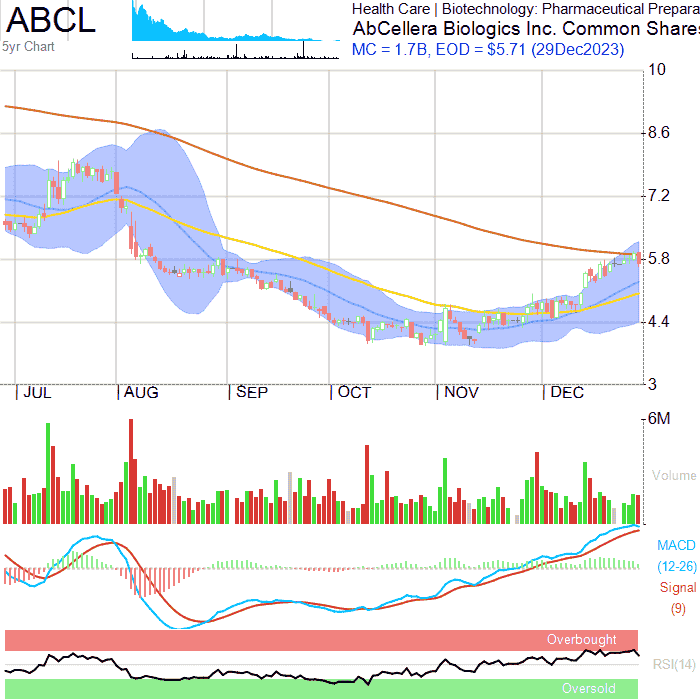 ABCL
5yr Chart
Health Care | Biotechnology: Pharmaceutical Prepara
AbCellera Biologics Inc. Common Shares
MC = 1.7B, EOD = $5.71 (29Dec2023)
10
8.6
7.2
5.8
4.4
3
JUL
AUG
SEP
OCT
NOV
DEC
6M
Volume
MACD
(12-26)
Signal
(9)
Overbought
RSI(14)
Oversold